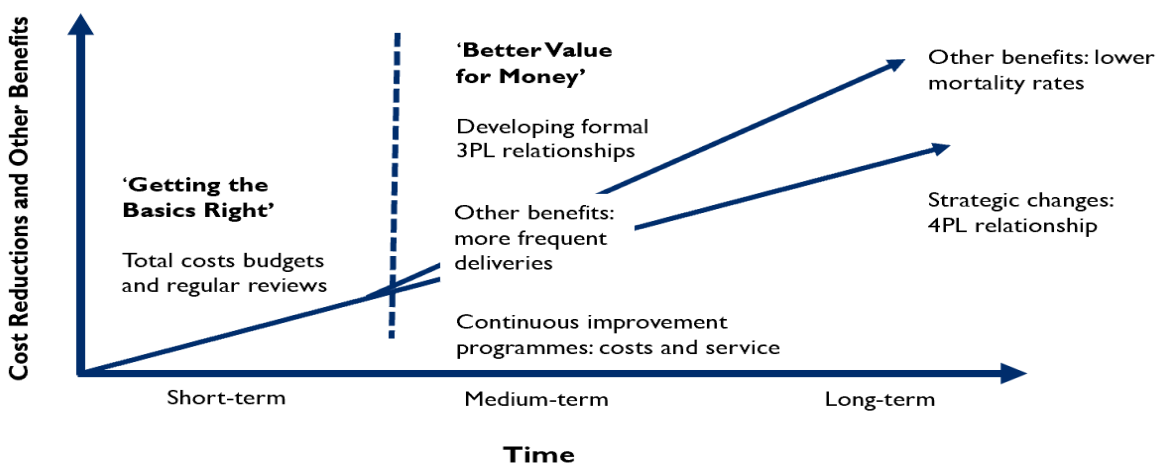 Cost Reductions and Other Benefits
‘Getting the
Basics Right’
Total costs budgets
and regular reviews
‘Better Value
for Money’
Developing formal
3PL relationships
Other benefits:
more frequent
deliveries
Continuous improvement
programmes: costs and service
Other benefits: lower
mortality rates
Strategic changes:
4PL relationship
Short-term
Medium-term
Long-term
Time